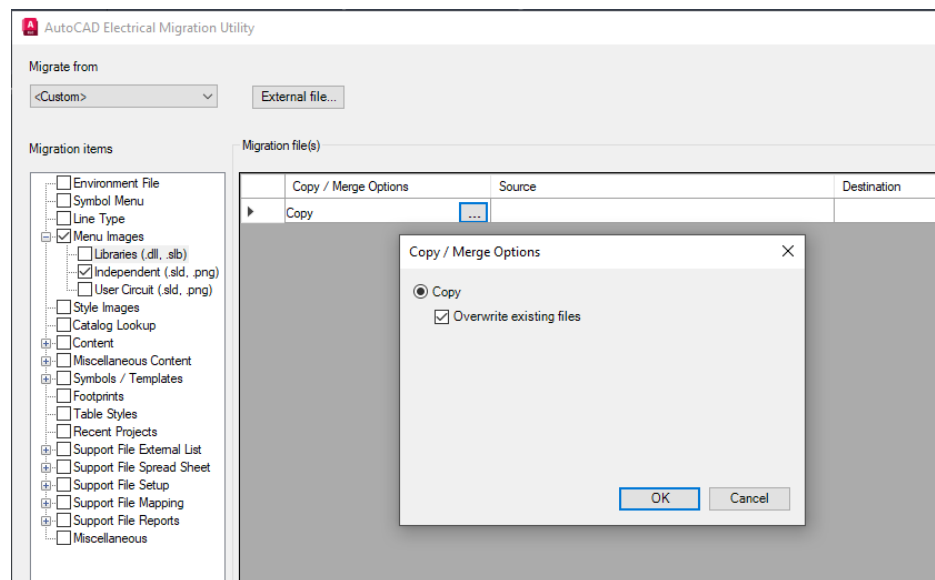 AutoCAD Electrical Migration Utility
Migrate from
<Custom>
External file...
Migration items
Migration file(s)
Environment File
Symbol Menu
Line Type
Menu Images
Libraries (.dll, .slb)
Independent (.sld, .png)
User Circuit (.sld, .png)
Style Images
Catalog Lookup
Content
Miscellaneous Content
Symbols / Templates
Footprints
Table Styles
Recent Projects
Support File External List
Support File Spread Sheet
Support File Setup
Support File Mapping
Support File Reports
Miscellaneous
Copy / Merge Options Source Destination
Copy ...
Copy / Merge Options
Copy
Overwrite existing files
OK Cancel